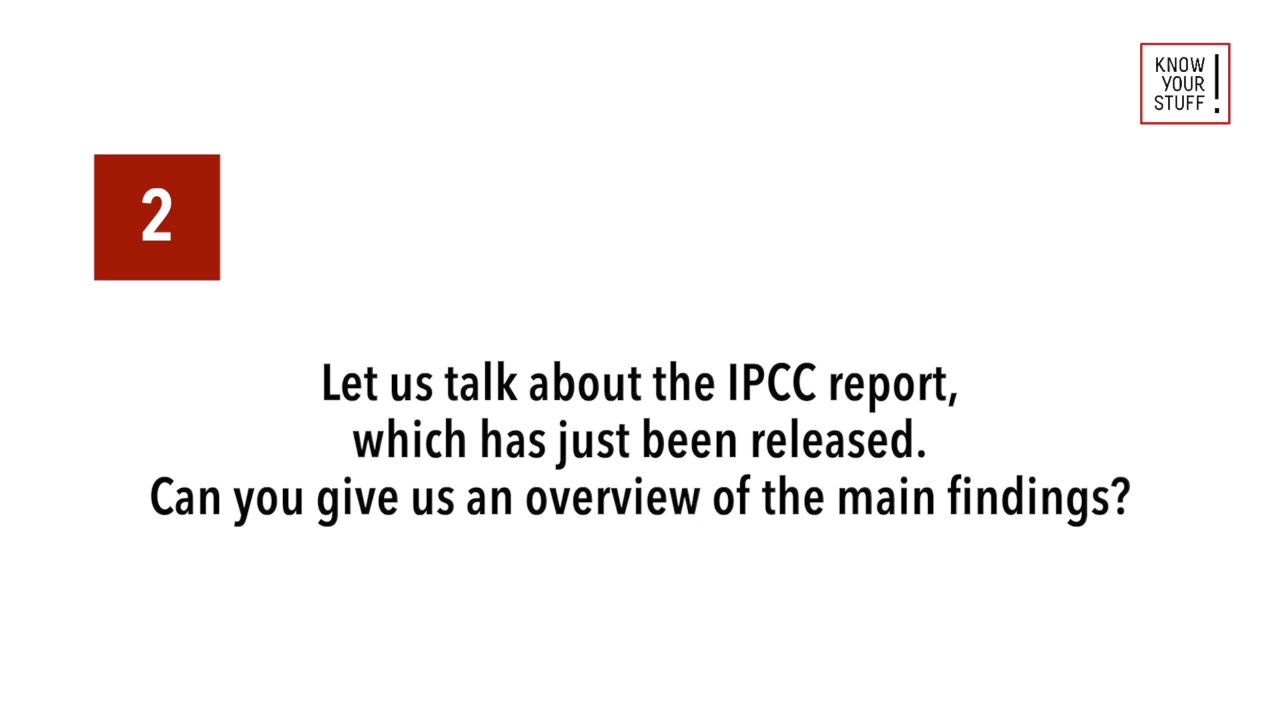 KNOW
YOUR
STUFF!
2
Let us talk about the IPCC report,
which has just been released.
Can you give us an overview of the main findings?